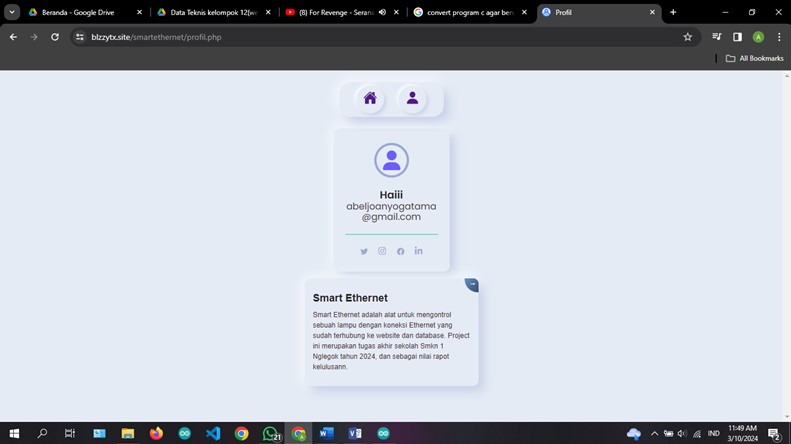 Beranda - Google Drive
Data Teknis kelompok 12(we
(8) For Revenge - Serana
convert program c agar ber
Profil
blzzytx.site/smartethernet/profil.php
A
All Bookmarks
Haiii
abeljoanyogatama
@gmail.com
Smart Ethernet
Smart Ethernet adalah alat untuk mengontrol
sebuah lampu dengan koneksi Ethernet yang
sudah terhubung ke website dan database. Project
ini merupakan tugas akhir sekolah Smkn 1
Nglegok tahun 2024, dan sebagai nilai rapot
kelulusann.
21
IND
11:49 AM
3/10/2024
2